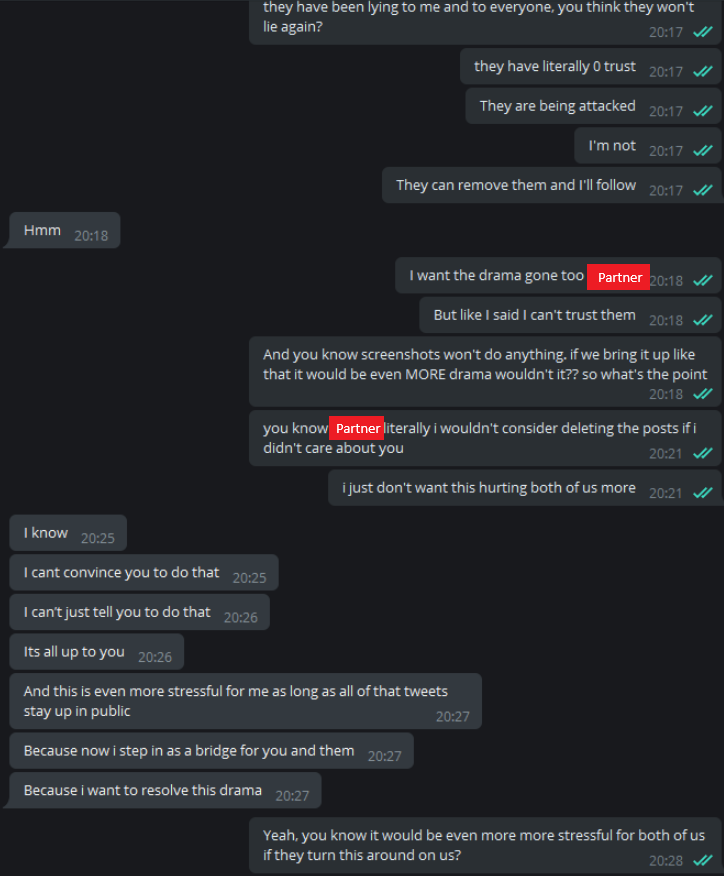 they have been lying to me and to everyone, you think they won't
lie again?
20:17
they have literally 0 trust 20:17
They are being attacked 20:17
I'm not 20:17
They can remove them and I'll follow 20:17
Hmm 20:18
I want the drama gone too Partner 20:18
But like I said I can't trust them 20:18
And you know screenshots won't do anything. if we bring it up like
that it would be even MORE drama wouldn't it?? so what's the point
20:18
you know Partner literally i wouldn't consider deleting the posts if i
didn't care about you 20:21
i just don't want this hurting both of us more 20:21
I know 20:25
I cant convince you to do that 20:25
I can't just tell you to do that 20:26
Its all up to you 20:26
And this is even more stressful for me as long as all of that tweets
stay up in public 20:27
Because now i step in as a bridge for you and them 20:27
Because i want to resolve this drama 20:27
Yeah, you know it would be even more more stressful for both of us
if they turn this around on us? 20:28